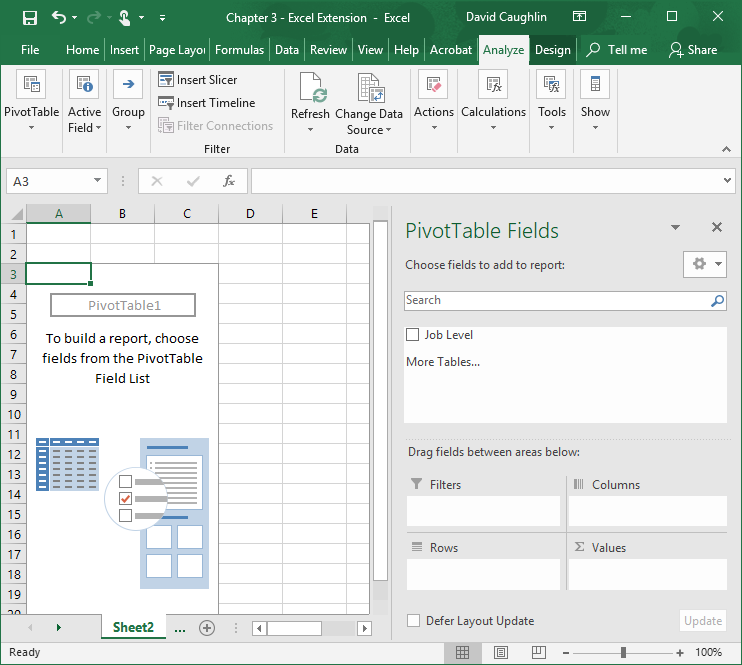 Chapter 3 - Excel Extension - Excel
David Caughlin
File Home Insert Page Layou Formulas Data Review View Help Acrobat Analyze Design Tell me Share
PivotTable
Active Field
Group
Insert Slicer
Insert Timeline
Filter Connections
Filter
Refresh
Change Data Source
Data
Actions
Calculations
Tools
Show
A3
fx
A B C D E
1
2
3
4
5
6
7
8
9
10
11
12
13
14
15
16
17
18
19
20
PivotTable1
To build a report, choose
fields from the PivotTable
Field List
PivotTable Fields
Choose fields to add to report:
Search
Job Level
More Tables...
Drag fields between areas below:
Filters
Columns
Rows
Σ Values
Defer Layout Update
Update
Sheet2 ...
Ready
100%